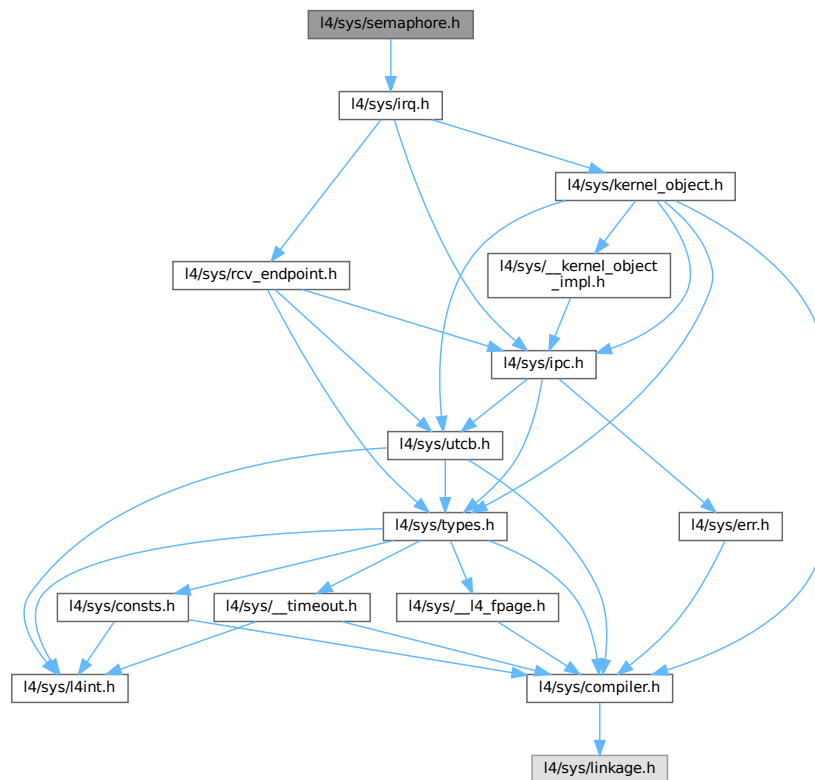 l4/sys/semaphore.h
l4/sys/irq.h
l4/sys/kernel_object.h
l4/sys/rcv_endpoint.h
l4/sys/__kernel_object
_impl.h
l4/sys/ipc.h
l4/sys/utcb.h
l4/sys/types.h
l4/sys/err.h
l4/sys/consts.h
l4/sys/__timeout.h
l4/sys/__l4_fpage.h
l4/sys/l4int.h
l4/sys/compiler.h
l4/sys/linkage.h